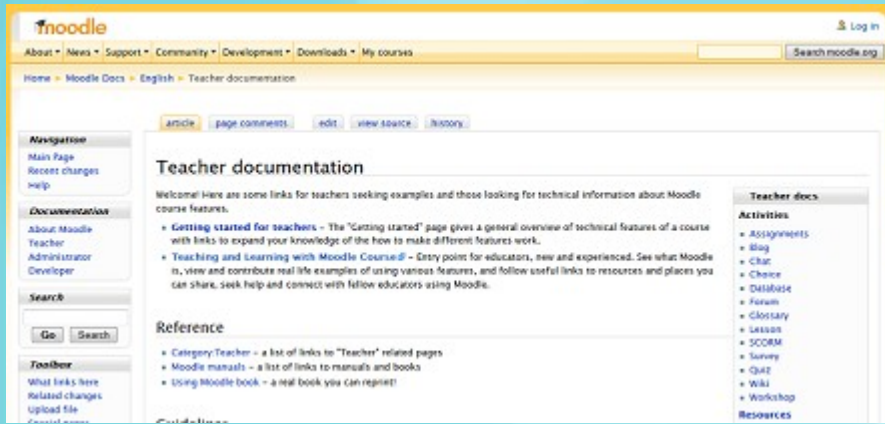 moodle
Log in
About News Support Community Development Downloads My courses
Search moodle.org
Home Moodle Docs English Teacher documentation
article page comments edit view source history
Navigation
Main Page
Recent changes
Help
Documentation
About Moodle
Teacher
Administrator
Developer
Search
Go Search
Toolbox
What links here
Related changes
Upload file
Special pages
Teacher documentation
Welcome! Here are some links for teachers seeking examples and those looking for technical information about Moodle
course features.
Getting started for teachers – The "Getting started" page gives a general overview of technical features of a course
with links to expand your knowledge of the how to make different features work.
Teaching and Learning with Moodle Course – Entry point for educators, new and experienced. See what Moodle
is, view and contribute real life examples of using various features, and follow useful links to resources and places you
can share, seek help and connect with fellow educators using Moodle.
Reference
Category:Teacher – a list of links to "Teacher" related pages
Moodle manuals – a list of links to manuals and books
Using Moodle book – a real book you can reprint!
Guidelines
Teacher docs
Activities
Assignments
Blog
Chat
Choice
Database
Forum
Glossary
Lesson
SCORM
Survey
Quiz
Wiki
Workshop
Resources